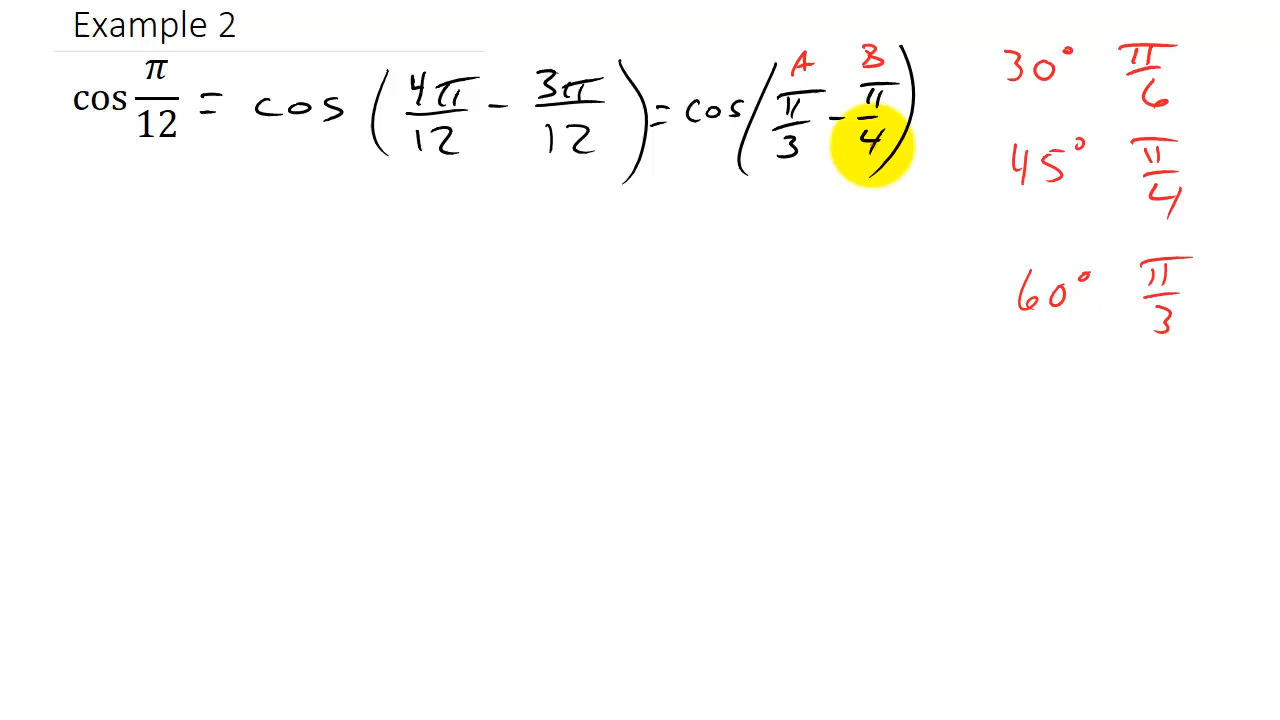 Example 2
cos π/12 = cos (4π/12 - 3π/12) = cos (π/3 - π/4)
A B
30° π/6
45° π/4
60° π/3